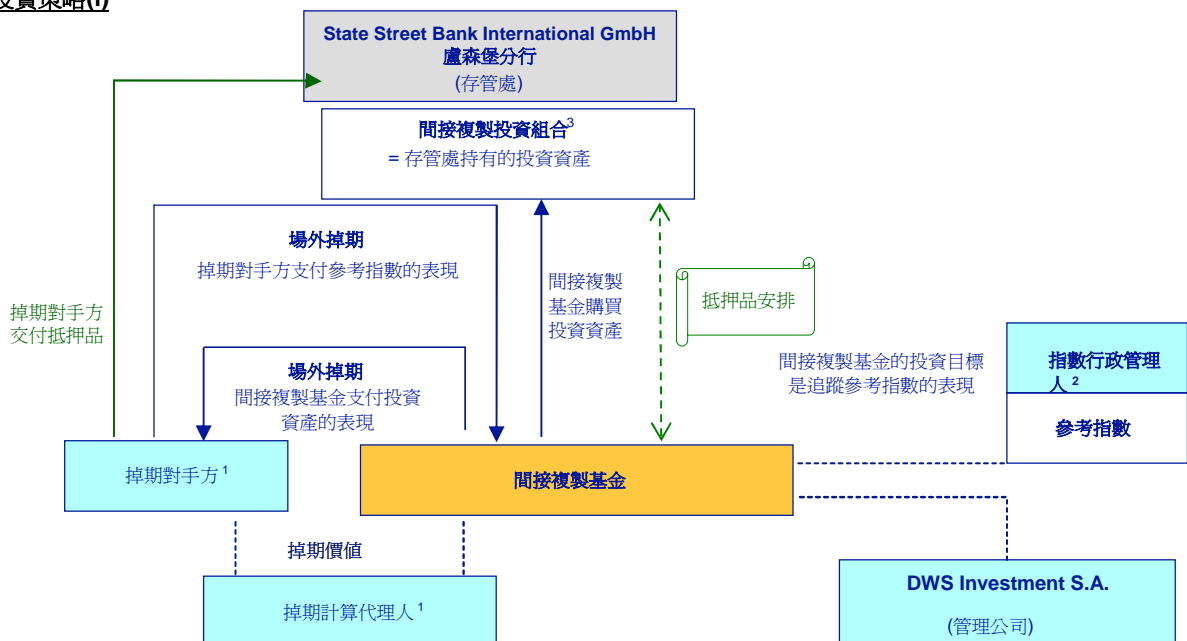 投資策略(i)
State Street Bank International GmbH
盧森堡分行
(存管處)
間接複製投資組合3
= 存管處持有的投資資產
場外掉期
掉期對手方支付參考指數的表現
間接複製
基金購買
投資資產
抵押品安排
掉期對手方
交付抵押品
場外掉期
間接複製基金支付投資
資產的表現
間接複製基金的投資目標
是追蹤參考指數的表現
指數行政管理
人 2
參考指數
掉期對手方 1
間接複製基金
掉期價值
掉期計算代理人 1
DWS Investment S.A.
(管理公司)